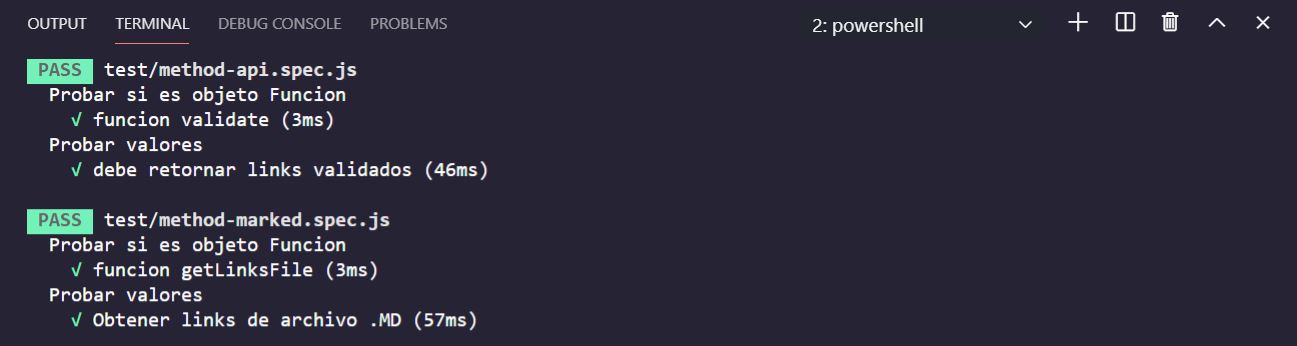 OUTPUT TERMINAL DEBUG CONSOLE PROBLEMS 2: powershell
PASS test/method-api.spec.js
Probar si es objeto Funcion
√ funcion validate (3ms)
Probar valores
√ debe retornar links validados (46ms)
PASS test/method-marked.spec.js
Probar si es objeto Funcion
√ funcion getLinksFile (3ms)
Probar valores
√ Obtener links de archivo .MD (57ms)